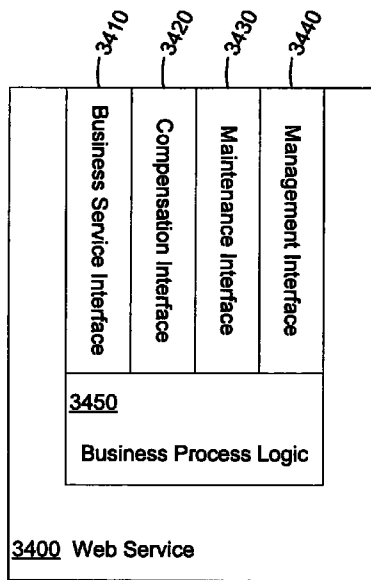 3410
3420
3430
3440
Business Service Interface
Compensation Interface
Maintenance Interface
Management Interface
3450
Business Process Logic
3400 Web Service